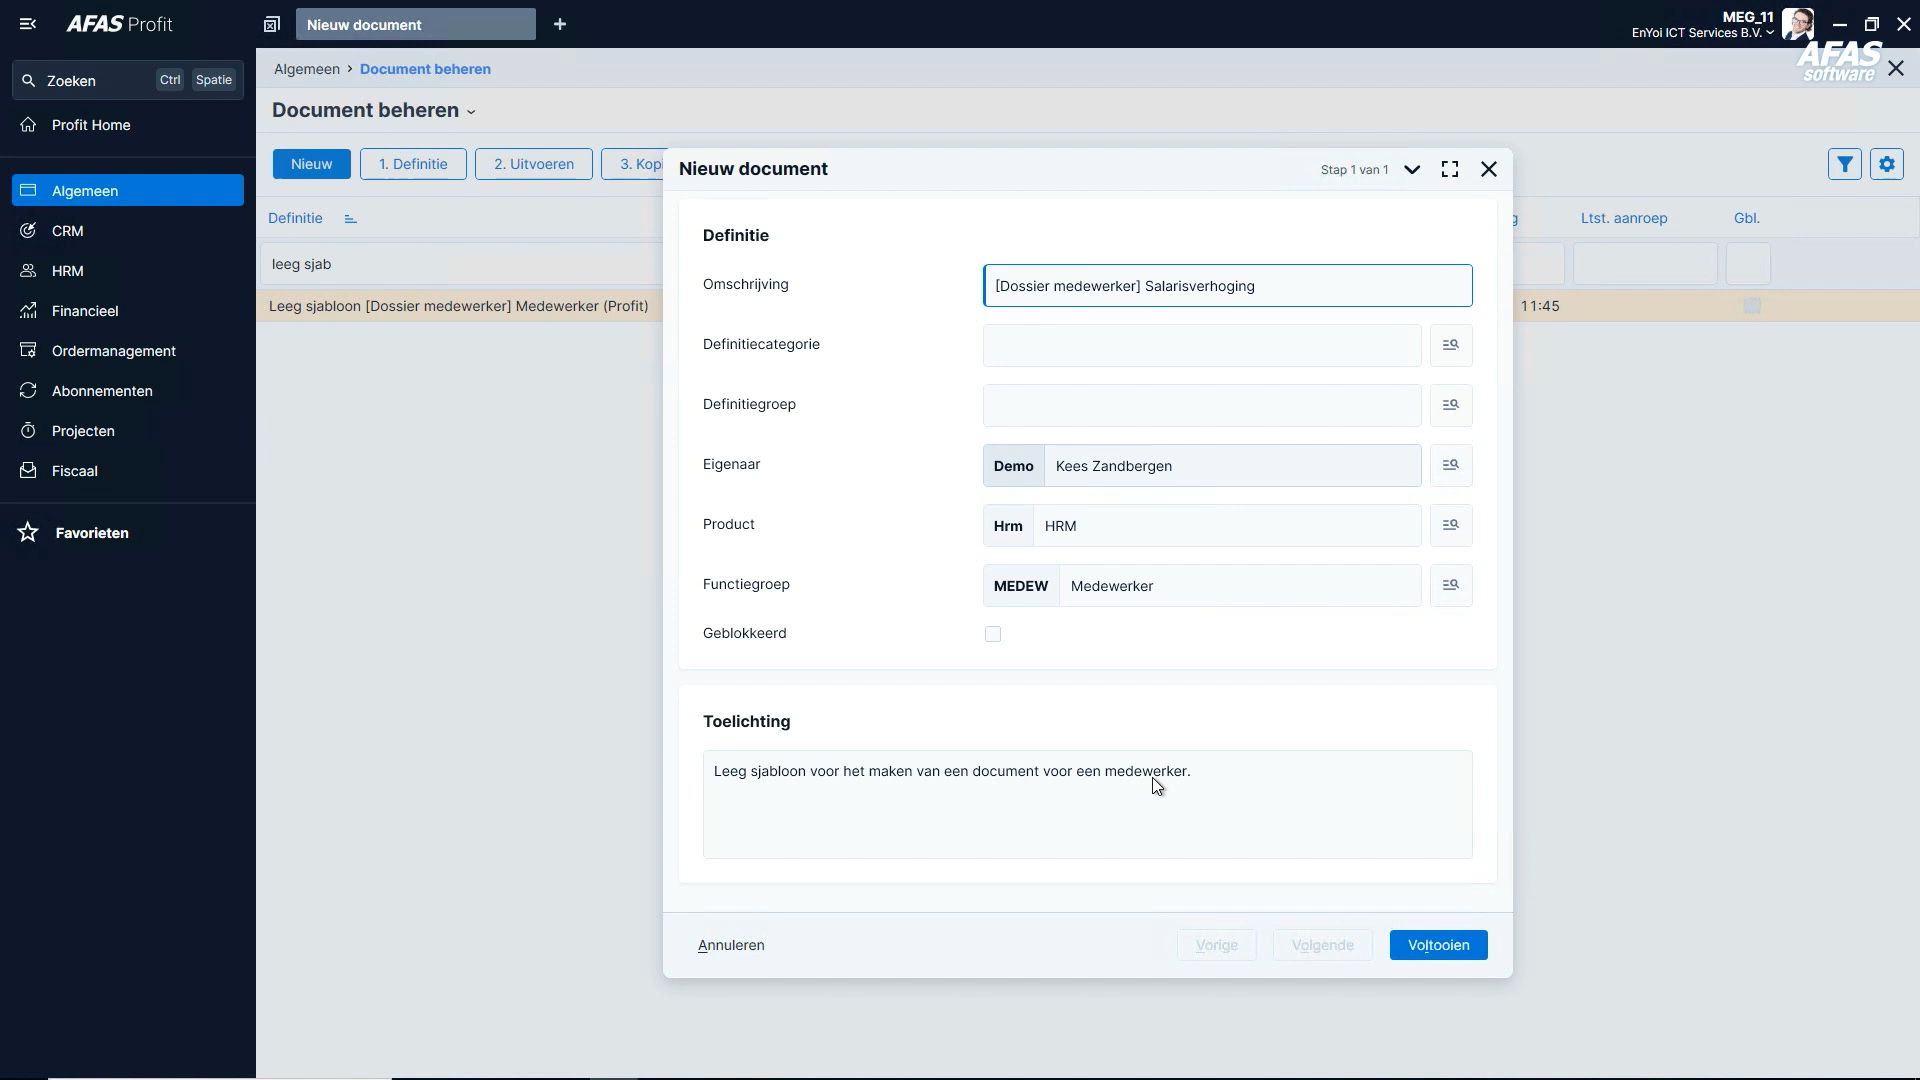 AFAS Profit
Nieuw document
MEG_11
EnYoi ICT Services B.V.
AFAS
software
Zoeken
Ctrl
Spatie
Profit Home
Algemeen
CRM
HRM
Financieel
Ordermanagement
Abonnementen
Projecten
Fiscaal
Favorieten
Algemeen
Document beheren
Document beheren
Nieuw
1. Definitie
2. Uitvoeren
3. Kopi
Definitie
g
Ltst. aanroep
Gbl.
leeg sjab
Leeg sjabloon [Dossier medewerker] Medewerker (Profit)
11:45
Nieuw document
Stap 1 van 1
Definitie
Omschrijving
[Dossier medewerker] Salarisverhoging
Definitiecategorie
Definitiegroep
Eigenaar
Demo
Kees Zandbergen
Product
Hrm
HRM
Functiegroep
MEDEW
Medewerker
Geblokkeerd
Toelichting
Leeg sjabloon voor het maken van een document voor een medewerker.
Annuleren
Vorige
Volgende
Voltooien